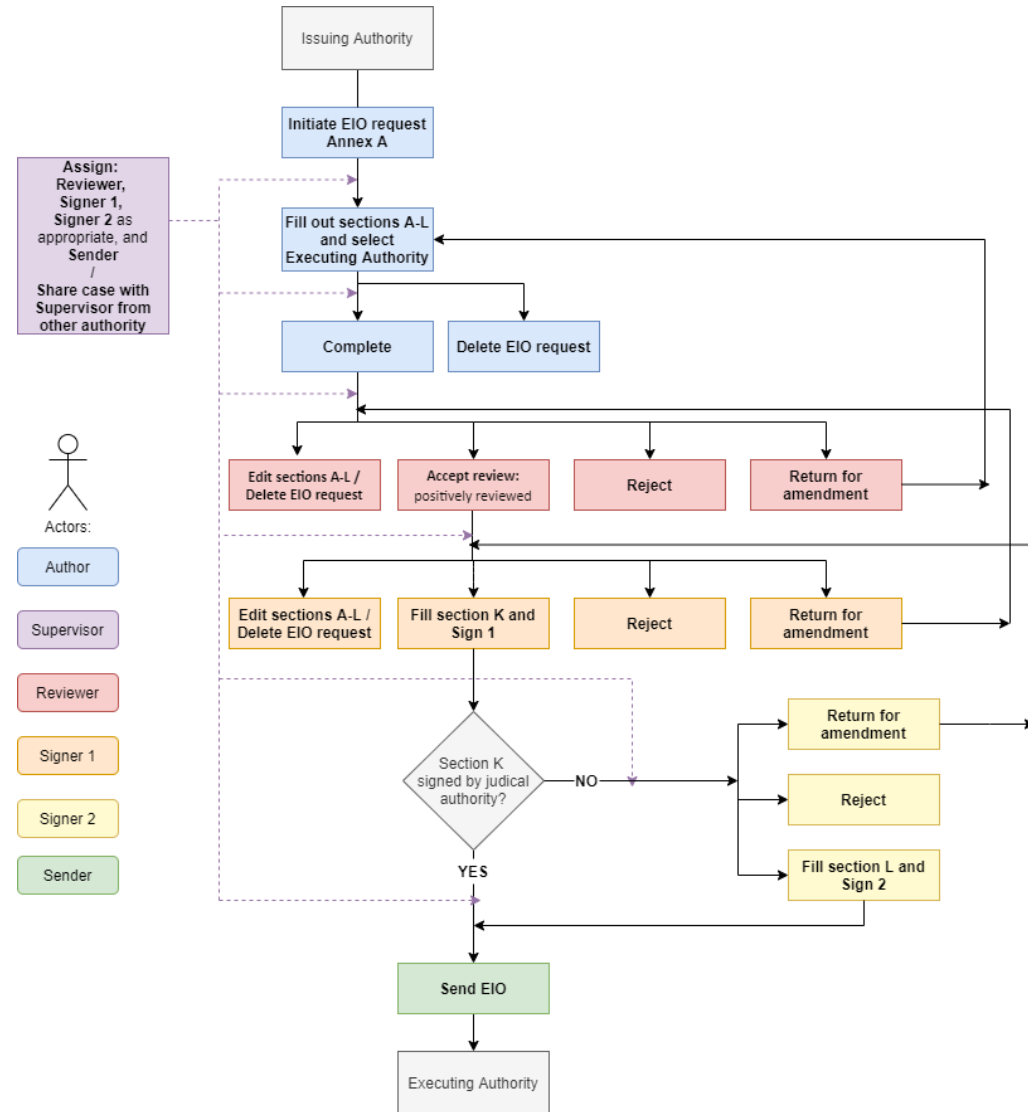 Issuing Authority
Initiate EIO request
Annex A
Assign:
Reviewer,
Signer 1,
Signer 2 as
appropriate, and
Sender
/
Share case with
Supervisor from
other authority
Fill out sections A-L
and select
Executing Authority
Complete
Delete EIO request
Edit sections A-L /
Delete EIO request
Accept review:
positively reviewed
Reject
Return for
amendment
Actors:
Author
Supervisor
Reviewer
Signer 1
Signer 2
Sender
Edit sections A-L /
Delete EIO request
Fill section K and
Sign 1
Reject
Return for
amendment
Section K
signed by judical
authority?
NO
YES
Return for
amendment
Reject
Fill section L and
Sign 2
Send EIO
Executing Authority